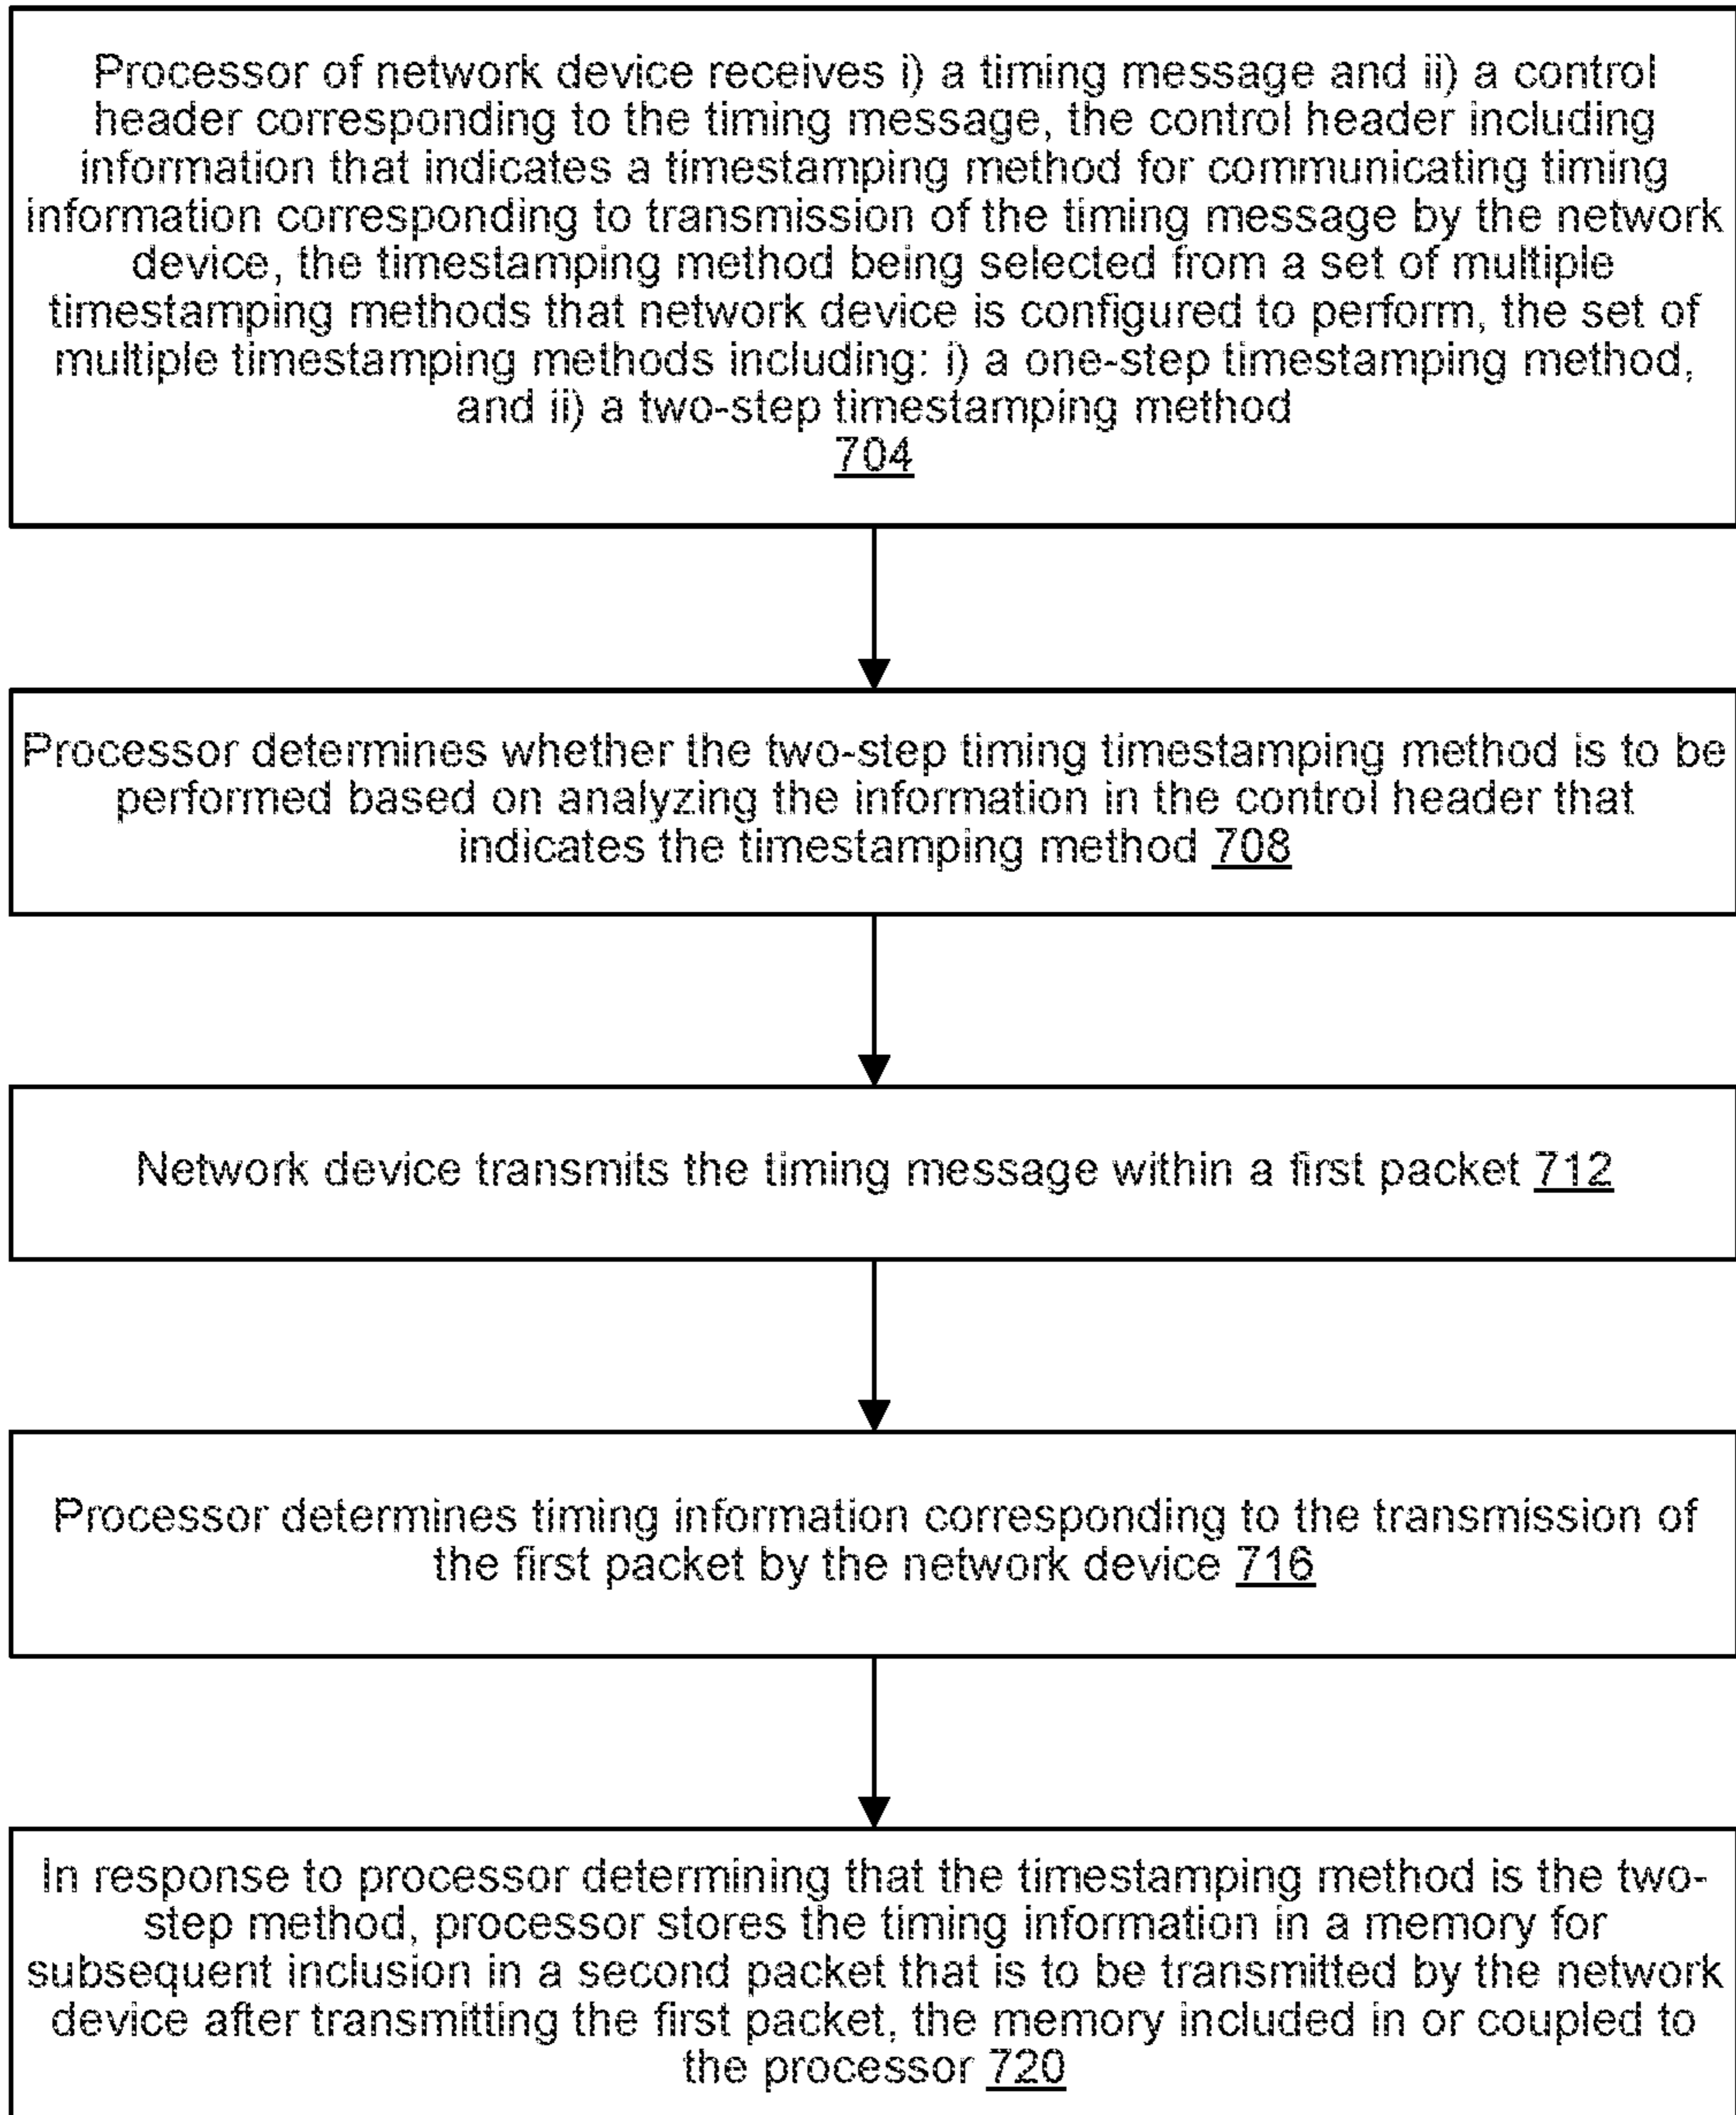 Processor of network device receives i) a timing message and ii) a control
header corresponding to the timing message, the control header including
information that indicates a timestamping method for communicating timing
information corresponding to transmission of the timing message by the network
device, the timestamping method being selected from a set of multiple
timestamping methods that network device is configured to perform, the set of
multiple timestamping methods including: i) a one-step timestamping method,
and ii) a two-step timestamping method
704
Processor determines whether the two-step timing timestamping method is to be
performed based on analyzing the information in the control header that
indicates the timestamping method 708
Network device transmits the timing message within a first packet 712
Processor determines timing information corresponding to the transmission of
the first packet by the network device 716
In response to processor determining that the timestamping method is the two-
step method, processor stores the timing information in a memory for
subsequent inclusion in a second packet that is to be transmitted by the network
device after transmitting the first packet, the memory included in or coupled to
the processor 720